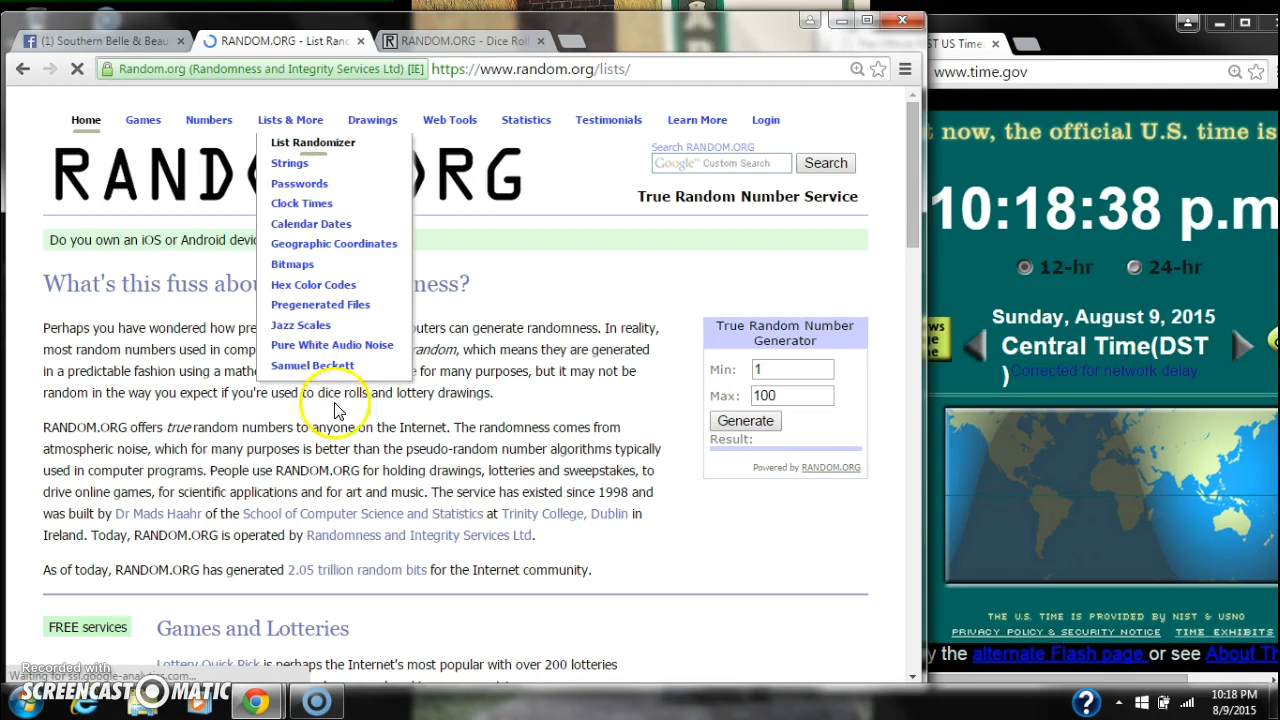 (1) Southern Belle & Beau
RANDOM.ORG - List Ran
RANDOM.ORG - Dice Roll
Random.org (Randomness and Integrity Services Ltd) [IE]
https://www.random.org/lists/
Home Games Numbers Lists & More Drawings Web Tools Statistics Testimonials Learn More Login
List Randomizer
Strings
Passwords
Clock Times
Calendar Dates
Geographic Coordinates
Bitmaps
Hex Color Codes
Pregenerated Files
Jazz Scales
Pure White Audio Noise
Samuel Beckett
RAND ORG
Search RANDOM.ORG
Google Custom Search
Search
True Random Number Service
Do you own an iOS or Android devic
What's this fuss abou ness?
Perhaps you have wondered how pre uters can generate randomness. In reality,
most random numbers used in comp random, which means they are generated
in a predictable fashion using a mathe e for many purposes, but it may not be
random in the way you expect if you're used to dice rolls and lottery drawings.
RANDOM.ORG offers true random numbers to anyone on the Internet. The randomness comes from
atmospheric noise, which for many purposes is better than the pseudo-random number algorithms typically
used in computer programs. People use RANDOM.ORG for holding drawings, lotteries and sweepstakes, to
drive online games, for scientific applications and for art and music. The service has existed since 1998 and
was built by Dr Mads Haahr of the School of Computer Science and Statistics at Trinity College, Dublin in
Ireland. Today, RANDOM.ORG is operated by Randomness and Integrity Services Ltd.
As of today, RANDOM.ORG has generated 2.05 trillion random bits for the Internet community.
True Random Number
Generator
Min: 1
Max: 100
Generate
Result:
Powered by RANDOM.ORG
FREE services
Games and Lotteries
Lottery Quick Pick is perhaps the Internet's most popular with over 200 lotteries
Waiting for ssl.google-analytics.com...
Recorded with
SCREENCAST MATIC
ST US Time:
www.time.gov
t now, the official U.S. time is
10:18:38 p.m
12-hr 24-hr
Sunday, August 9, 2015
Central Time(DST
)
Corrected for network delay
THE U.S. TIME IS PROVIDED BY NIST & USNO
PRIVACY POLICY & SECURITY NOTICE TIME EXHIBITS
y the alternate Flash page or see About Th
10:18 PM
8/9/2015